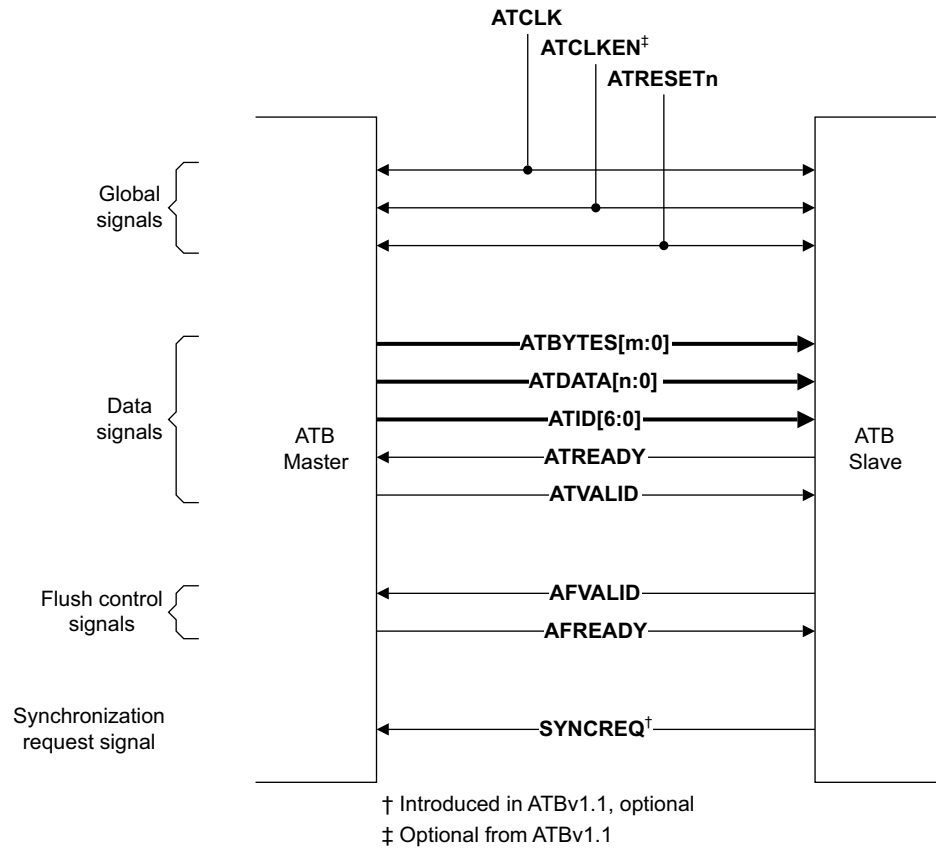 ATCLK
ATCLKEN‡
ATRESETn
Global
signals
ATBYTES[m:0]
ATDATA[n:0]
Data
signals
ATID[6:0]
ATB
Master
ATB
Slave
ATREADY
ATVALID
AFVALID
Flush control
signals
AFREADY
Synchronization
request signal
SYNCREQ†
† Introduced in ATBv1.1, optional
‡ Optional from ATBv1.1